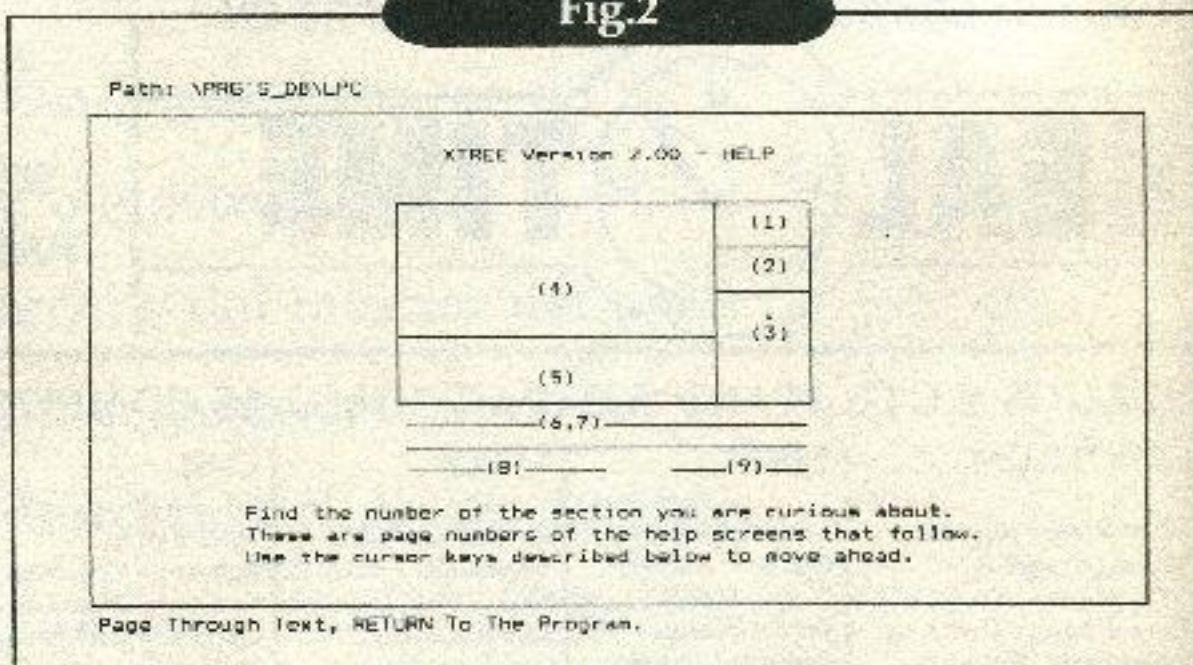 Fig.2
Path: \PRG'S_DB\LPC
XTREE Version 2.00 - HELP
(1)
(2)
(4)
(3)
(5)
(6,7)
(8) (9)
Find the number of the section you are curious about.
These are page numbers of the help screens that follow.
Use the cursor keys described below to move ahead.
Page Through Text, RETURN To The Program.